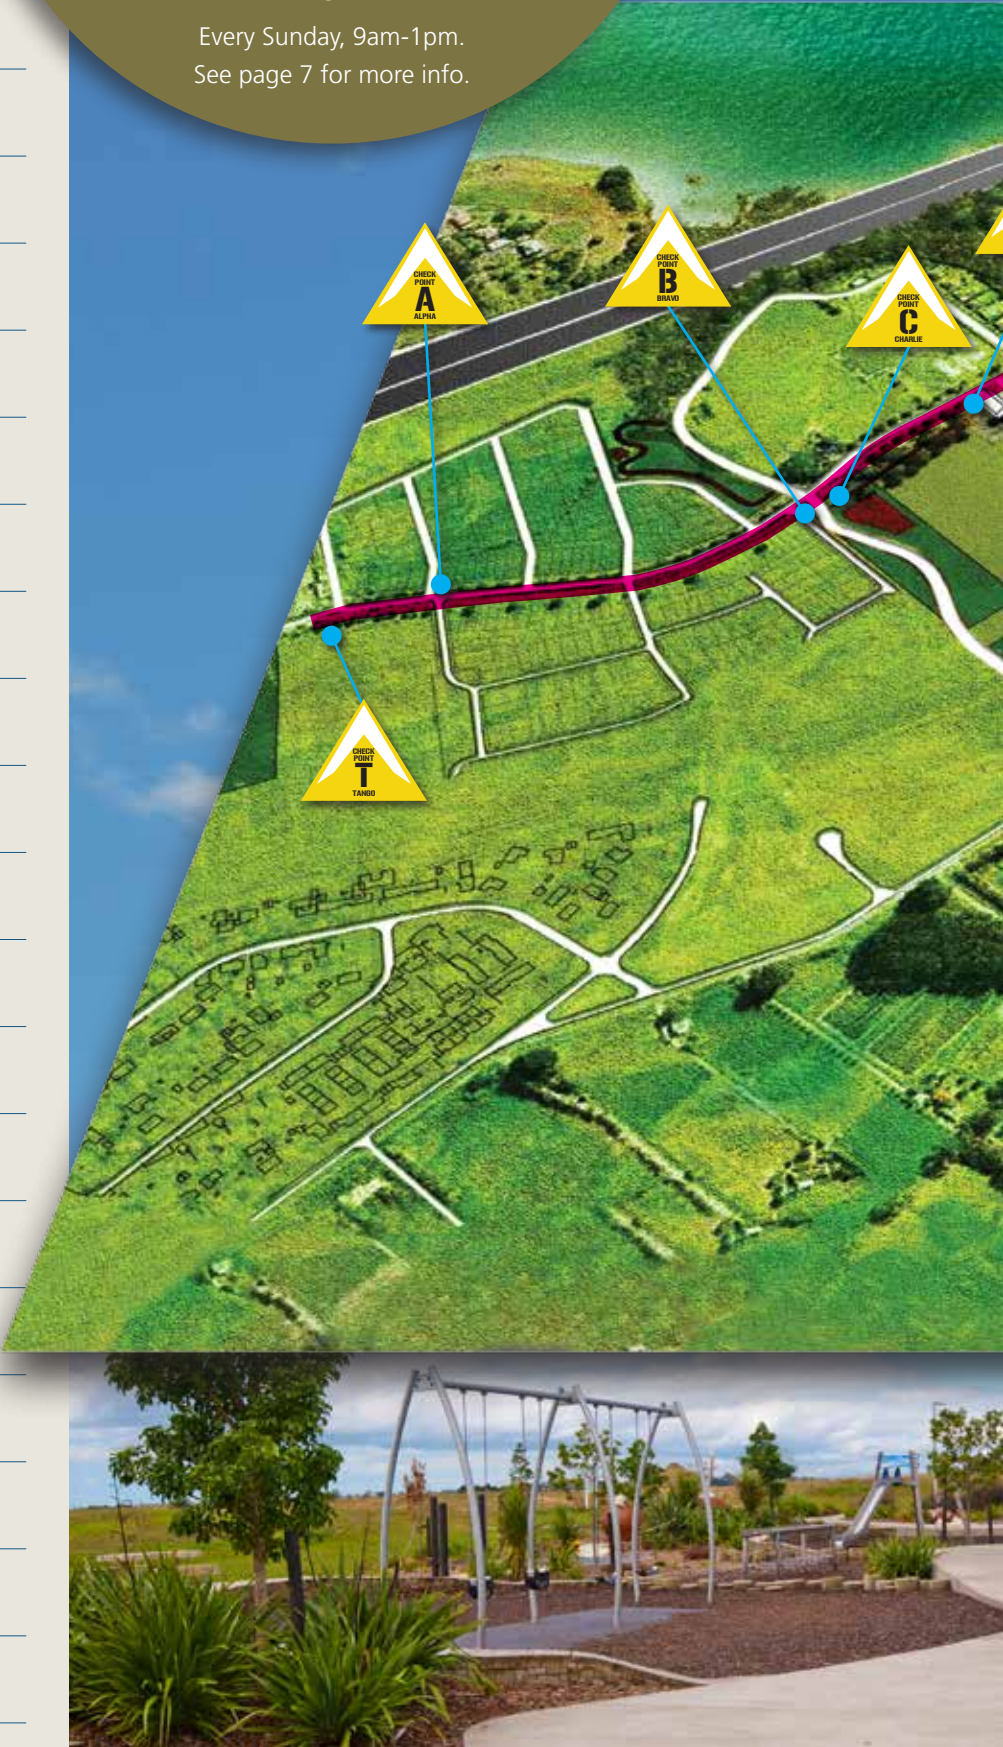 Every Sunday, 9am-1pm.
See page 7 for more info.
CHECK
POINT
A
ALPHA
CHECK
POINT
B
BRAVO
CHECK
POINT
C
CHARLIE
CHECK
POINT
T
TANGO